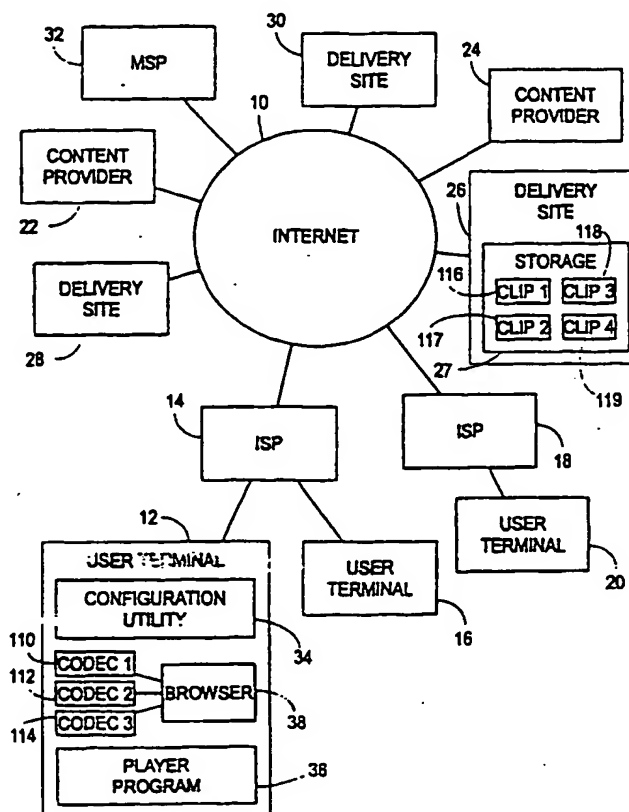 32
MSP
30
DELIVERY
SITE
24
CONTENT
PROVIDER
10
CONTENT
PROVIDER
22
INTERNET
26
DELIVERY
SITE
118
STORAGE
116
CLIP 1
CLIP 3
117
CLIP 2
CLIP 4
27
119
DELIVERY
SITE
28
14
ISP
ISP
18
12
USER TERMINAL
USER
TERMINAL
16
USER
TERMINAL
20
CONFIGURATION
UTILITY
34
110
CODEC 1
112
CODEC 2
BROWSER
114
CODEC 3
38
PLAYER
PROGRAM
36